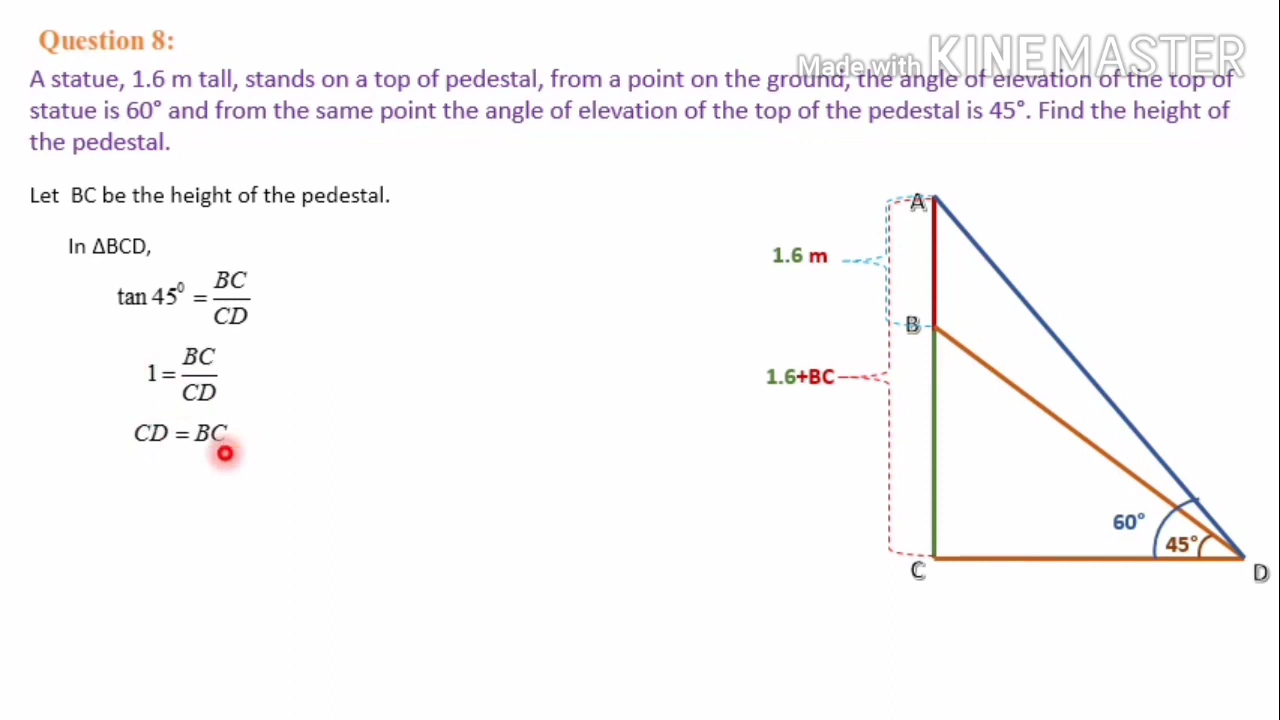 Question 8:
Made with KINEMASTER
A statue, 1.6 m tall, stands on a top of pedestal, from a point on the ground, the angle of elevation of the top of
statue is 60° and from the same point the angle of elevation of the top of the pedestal is 45°. Find the height of
the pedestal.
Let BC be the height of the pedestal.
In ΔBCD,
tan 45⁰ = BC/CD
1 = BC/CD
CD = BC
A
1.6 m
B
1.6+BC
60°
45°
C
D